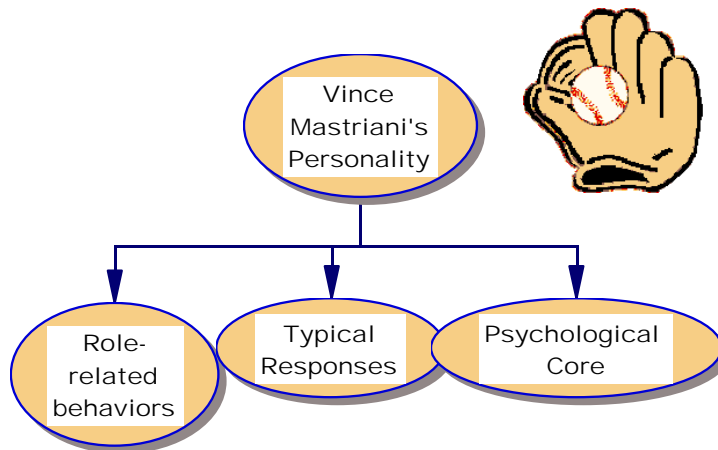 Vince
Mastriani's
Personality
Role-
related
behaviors
Typical
Responses
Psychological
Core